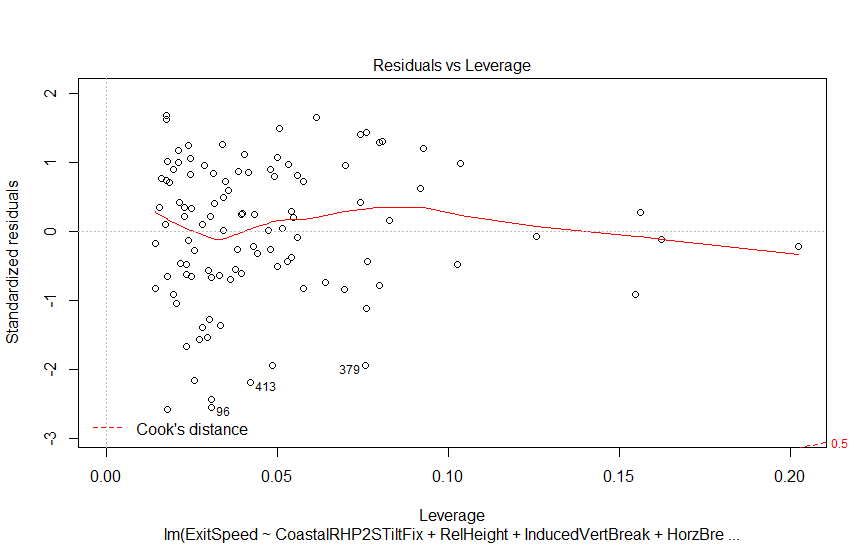 Residuals vs Leverage
Standardized residuals
2
1
0
-1
-2
-3
379
413
96
Cook's distance
0.5
0.00 0.05 0.10 0.15 0.20
Leverage
lm(ExitSpeed ~ CoastalRHP2STiltFix + RelHeight + InducedVertBreak + HorzBre ...